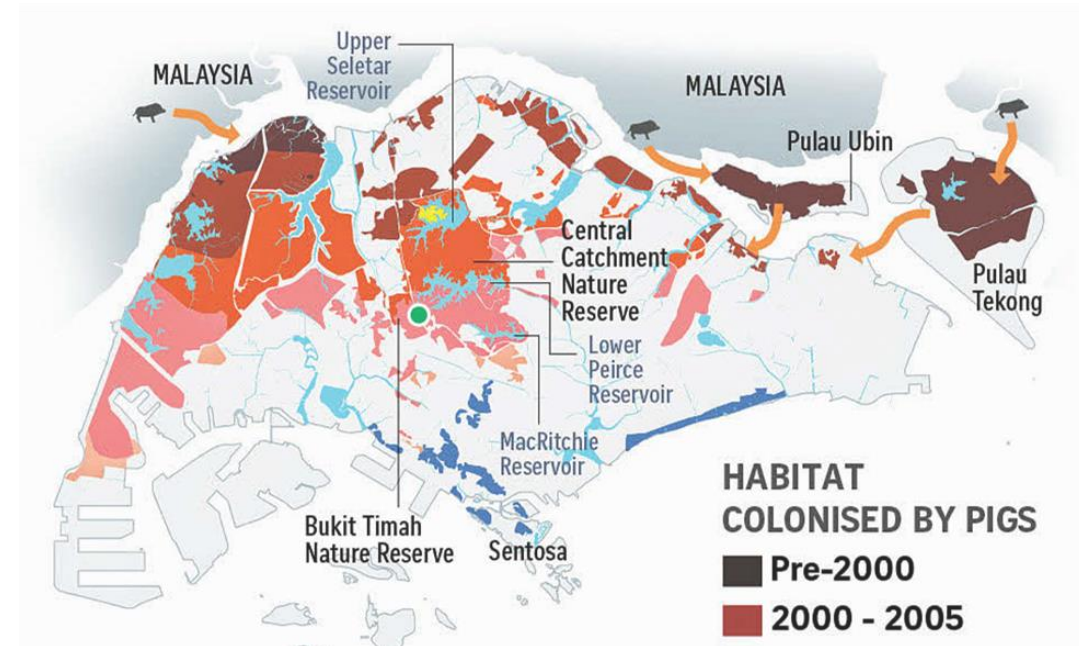 Upper
Seletar
Reservoir
MALAYSIA
MALAYSIA
Pulau Ubin
Central
Catchment
Nature
Reserve
Pulau
Tekong
Lower
Peirce
Reservoir
MacRitchie
Reservoir
Bukit Timah
Nature Reserve
Sentosa
HABITAT
COLONISED BY PIGS
Pre-2000
2000 - 2005